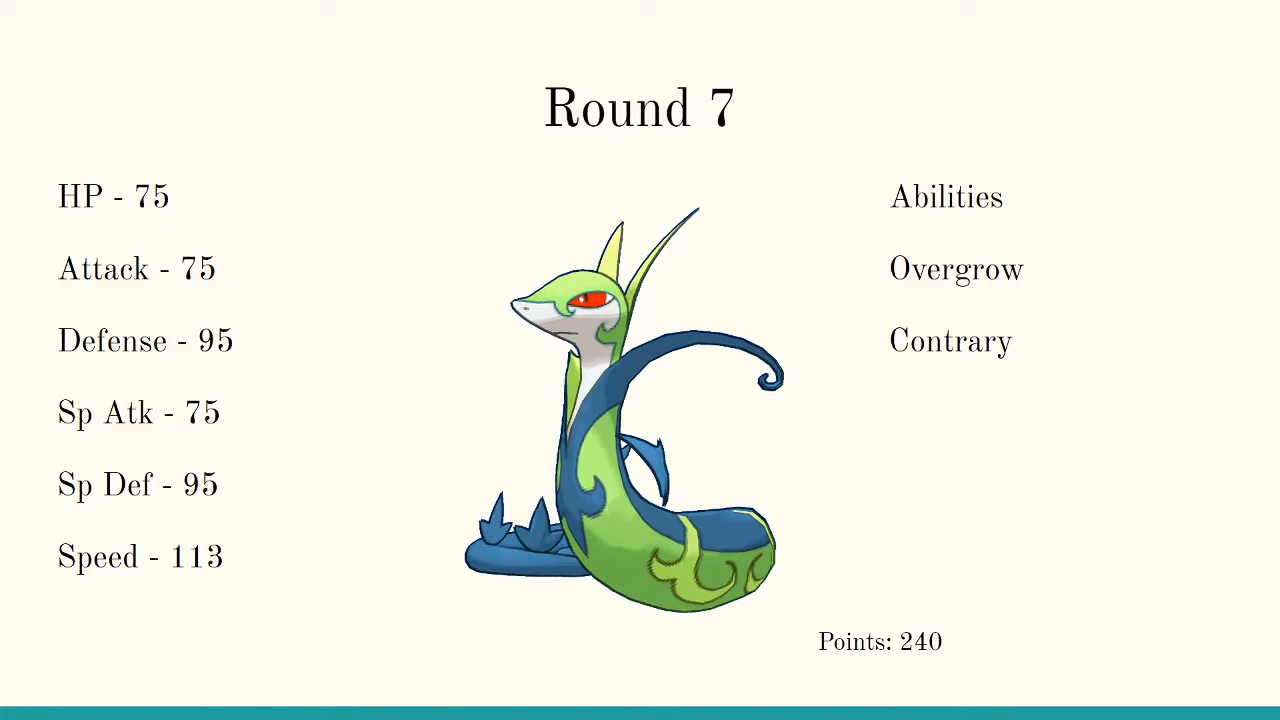 Round 7
HP - 75
Attack - 75
Defense - 95
Sp Atk - 75
Sp Def - 95
Speed - 113
Abilities
Overgrow
Contrary
Points: 240